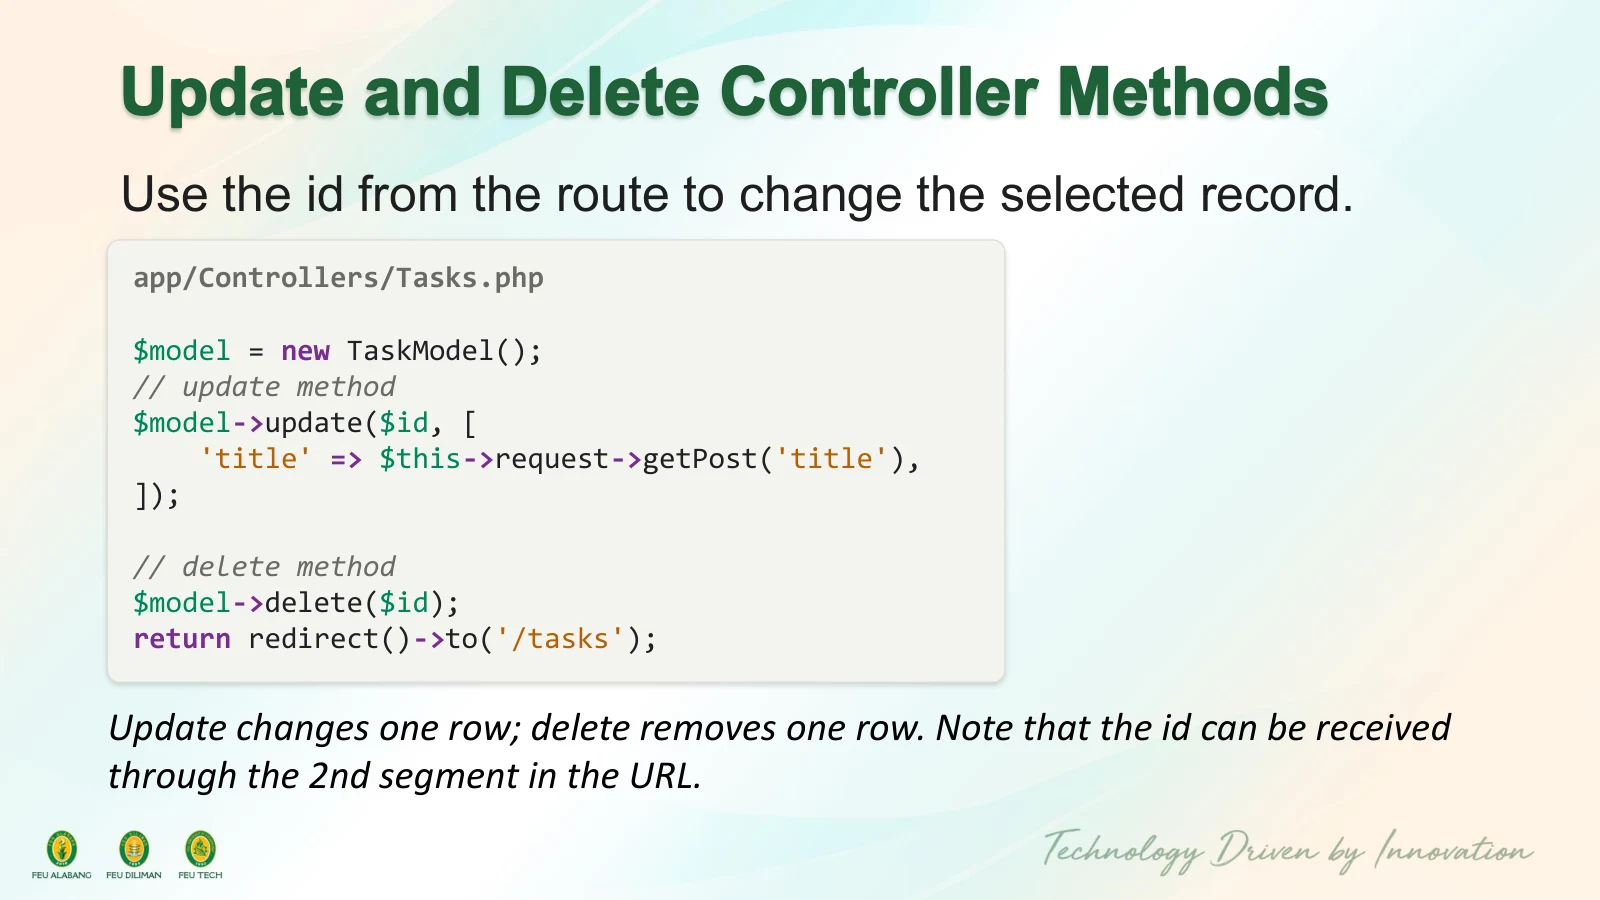 Update and Delete Controller Methods
Use the id from the route to change the selected record.
app/Controllers/Tasks.php
$model = new TaskModel();
// update method
$model->update($id, [
    'title' => $this->request->getPost('title'),
]);
// delete method
$model->delete($id);
return redirect()->to('/tasks');
Update changes one row; delete removes one row. Note that the id can be received
through the 2nd segment in the URL.
FEU ALABANG FEU DILIMAN FEU TECH
Technology Driven by Innovation